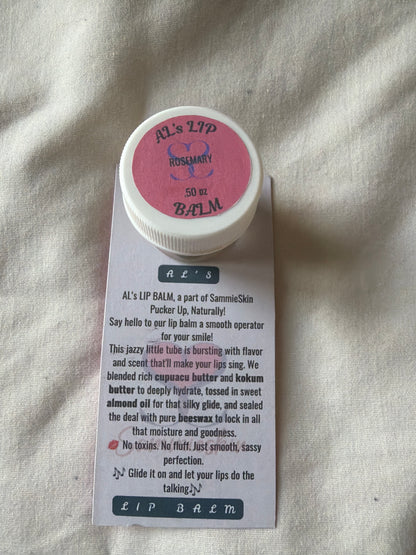 AL's LIP
ROSEMARY
.50 oz
BALM
AL'S
AL's LIP BALM, a part of SammieSkin
Pucker Up, Naturally!
Say hello to our lip balm a smooth operator
for your smile!
This jazzy little tube is bursting with flavor
and scent that'll make your lips sing. We
blended rich cupuacu butter and kokum
butter to deeply hydrate, tossed in sweet
almond oil for that silky glide, and sealed
the deal with pure beeswax to lock in all
that moisture and goodness.
💋 No toxins. No fluff. Just smooth, sassy
perfection.
🎶 Glide it on and let your lips do the
talking🎶
LIP BALM